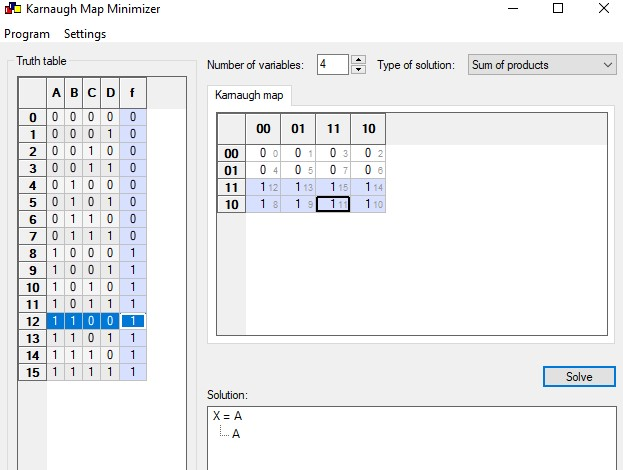 Karnaugh Map Minimizer
Program Settings
Truth table
A B C D f
0 0 0 0 0 0
1 0 0 0 1 0
2 0 0 1 0 0
3 0 0 1 1 0
4 0 1 0 0 0
5 0 1 0 1 0
6 0 1 1 0 0
7 0 1 1 1 0
8 1 0 0 0 1
9 1 0 0 1 1
10 1 0 1 0 1
11 1 0 1 1 1
12 1 1 0 0 1
13 1 1 0 1 1
14 1 1 1 0 1
15 1 1 1 1 1
Number of variables: 4 Type of solution: Sum of products
Karnaugh map
00 01 11 10
00 0 0 0 1 0 3 0 2
01 0 4 0 5 0 7 0 6
11 1 12 1 13 1 15 1 14
10 1 8 1 9 1 11 1 10
Solve
Solution:
X = A
A